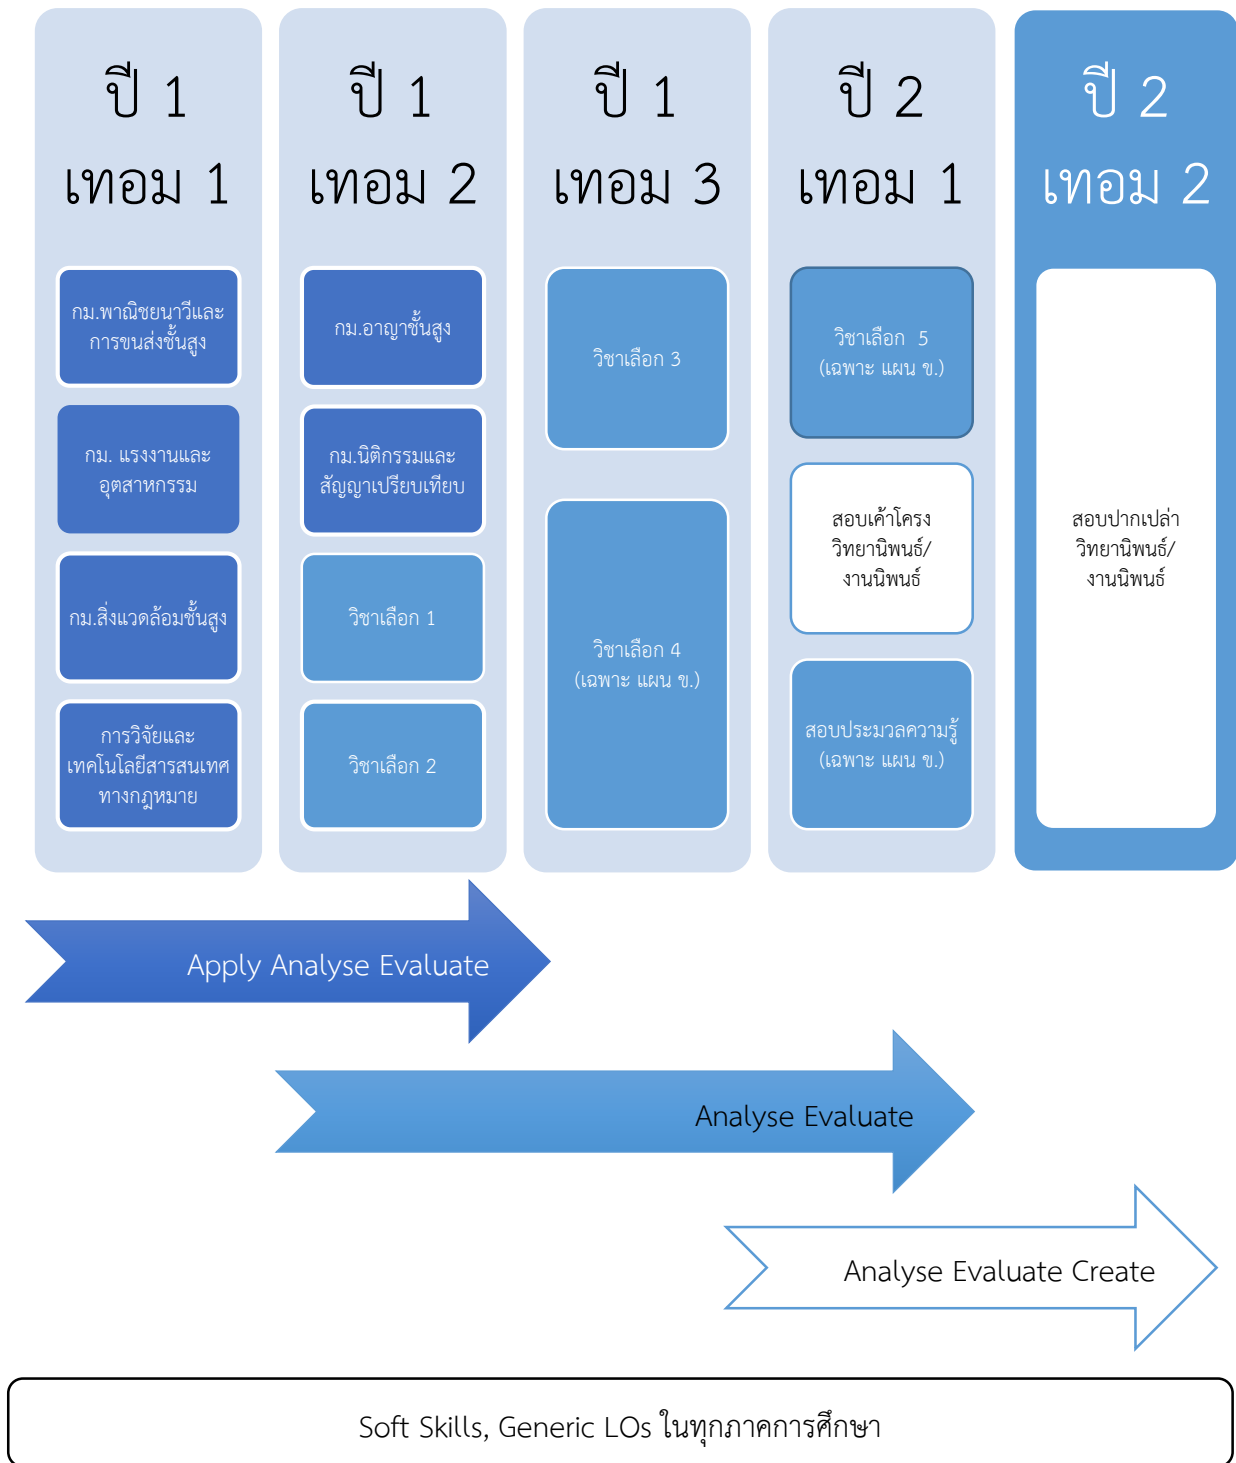 ปี 1
เทอม 1
กม.พาณิชยนาวีและ
การขนส่งชั้นสูง
กม. แรงงานและ
อุตสาหกรรม
กม.สิ่งแวดล้อมชั้นสูง
การวิจัยและ
เทคโนโลยีสารสนเทศ
ทางกฎหมาย
ปี 1
เทอม 2
กม.อาญาชั้นสูง
กม.นิติกรรมและ
สัญญาเปรียบเทียบ
วิชาเลือก 1
วิชาเลือก 2
ปี 1
เทอม 3
วิชาเลือก 3
วิชาเลือก 4
(เฉพาะ แผน ข.)
ปี 2
เทอม 1
วิชาเลือก 5
(เฉพาะ แผน ข.)
สอบเค้าโครง
วิทยานิพนธ์/
งานนิพนธ์
สอบประมวลความรู้
(เฉพาะ แผน ข.)
ปี 2
เทอม 2
สอบปากเปล่า
วิทยานิพนธ์/
งานนิพนธ์
Apply Analyse Evaluate
Analyse Evaluate
Analyse Evaluate Create
Soft Skills, Generic LOs ในทุกภาคการศึกษา